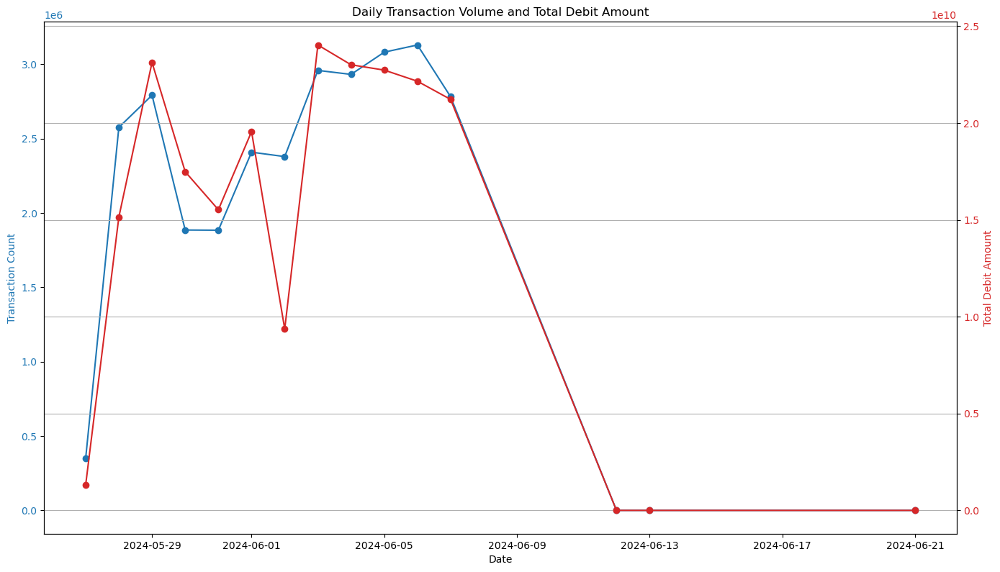 Daily Transaction Volume and Total Debit Amount
1e6
1e10
3.0
2.5
2.0
1.5
1.0
0.5
0.0
Transaction Count
2.5
2.0
1.5
1.0
0.5
0.0
Total Debit Amount
2024-05-29 2024-06-01 2024-06-05 2024-06-09 2024-06-13 2024-06-17 2024-06-21
Date